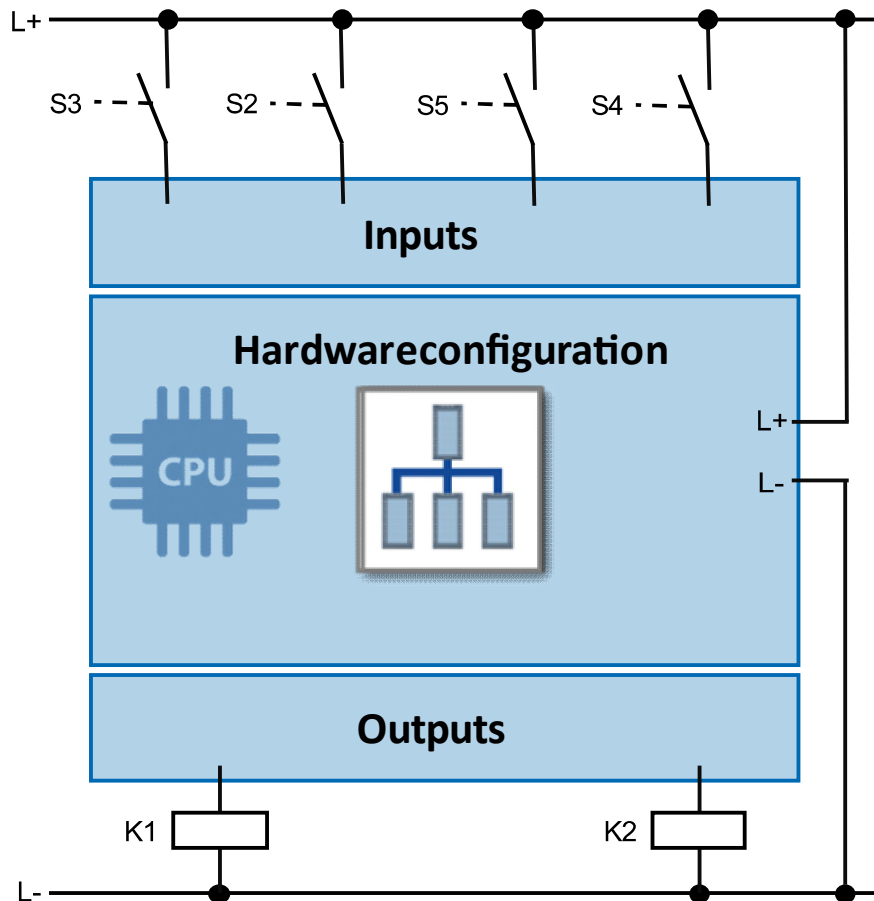 L+
S3 S2 S5 S4
Inputs
Hardwareconfiguration
CPU
L+
L-
Outputs
K1 K2
L-